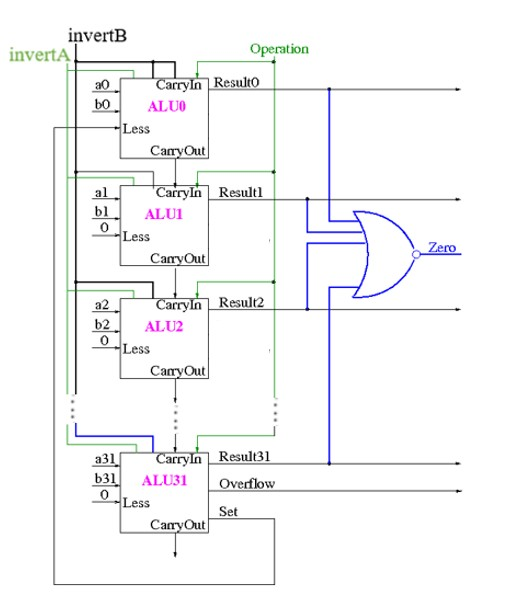 invertB
invertA
Operation
CarryIn
Result0
a0
ALU0
b0
Less
CarryOut
CarryIn
Result1
a1
ALU1
b1
0
Less
Zero
CarryOut
CarryIn
Result2
a2
ALU2
b2
0
Less
CarryOut
CarryIn
Result31
a31
ALU31
b31
Overflow
0
Less
Set
CarryOut